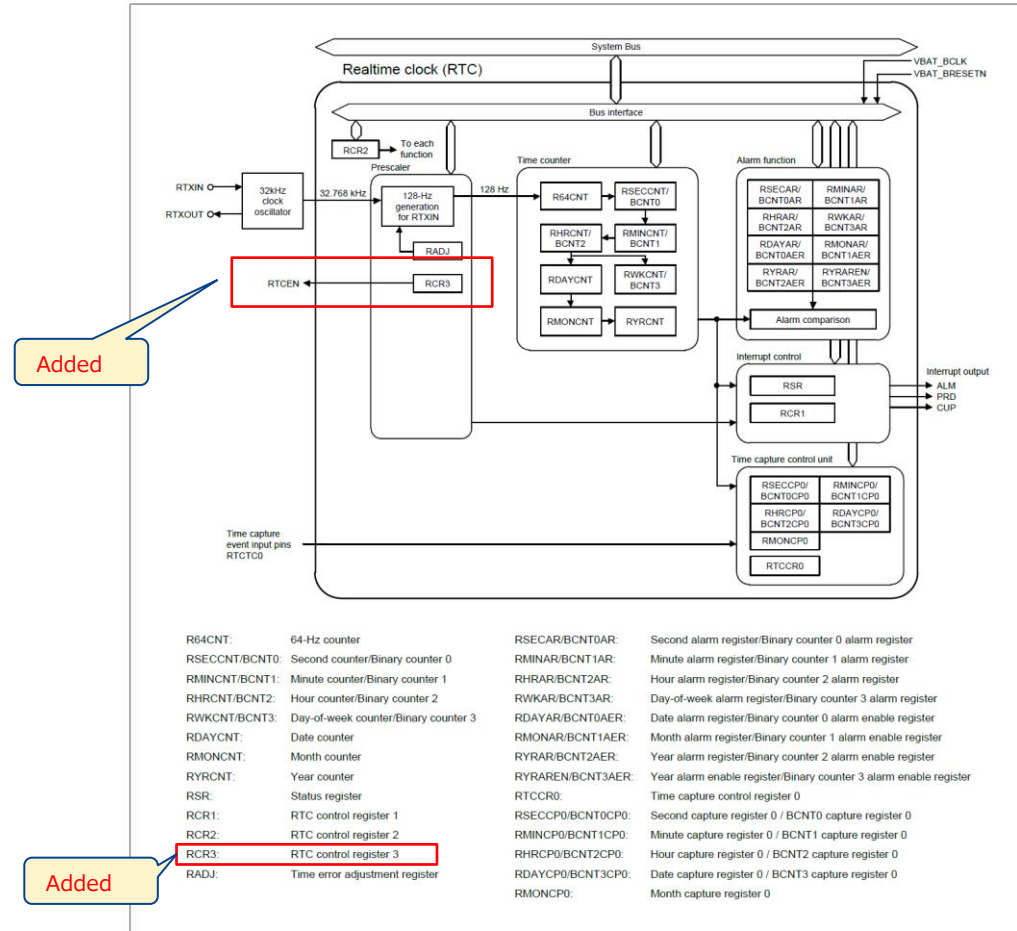 System Bus
Realtime clock (RTC)
VBAT_BCLK
VBAT_BRESETN
Bus interface
RCR2
To each
function
Prescaler
Time counter
Alarm function
RTXIN
RTXOUT
32kHz
clock
oscillator
32.768 kHz
128-Hz
generation
for RTXIN
128 Hz
RADJ
RTCEN
RCR3
Added
R64CNT
RSECCNT/
BCNT0
RHRCNT/
BCNT2
RMINCNT/
BCNT1
RDAYCNT
RWKCNT/
BCNT3
RMONCNT
RYRCNT
RSECAR/
BCNT0AR
RMINAR/
BCNT1AR
RHRAR/
BCNT2AR
RWKAR/
BCNT3AR
RDAYAR/
BCNT0AER
RMONAR/
BCNT1AER
RYRAR/
BCNT2AER
RYRAREN/
BCNT3AER
Alarm comparison
Interrupt control
RSR
RCR1
Interrupt output
ALM
PRD
CUP
Time capture control unit
RSECCP0/
BCNT0CP0
RMINCP0/
BCNT1CP0
RHRCP0/
BCNT2CP0
RDAYCP0/
BCNT3CP0
RMONCP0
RTCCR0
Time capture
event input pins
RTCTC0
R64CNT: 64-Hz counter
RSECCNT/BCNT0: Second counter/Binary counter 0
RMINCNT/BCNT1: Minute counter/Binary counter 1
RHRCNT/BCNT2: Hour counter/Binary counter 2
RWKCNT/BCNT3: Day-of-week counter/Binary counter 3
RDAYCNT: Date counter
RMONCNT: Month counter
RYRCNT: Year counter
RSR: Status register
RCR1: RTC control register 1
RCR2: RTC control register 2
RCR3: RTC control register 3
RADJ: Time error adjustment register
Added
RSECAR/BCNT0AR: Second alarm register/Binary counter 0 alarm register
RMINAR/BCNT1AR: Minute alarm register/Binary counter 1 alarm register
RHRAR/BCNT2AR: Hour alarm register/Binary counter 2 alarm register
RWKAR/BCNT3AR: Day-of-week alarm register/Binary counter 3 alarm register
RDAYAR/BCNT0AER: Date alarm register/Binary counter 0 alarm enable register
RMONAR/BCNT1AER: Month alarm register/Binary counter 1 alarm enable register
RYRAR/BCNT2AER: Year alarm register/Binary counter 2 alarm enable register
RYRAREN/BCNT3AER: Year alarm enable register/Binary counter 3 alarm enable register
RTCCR0: Time capture control register 0
RSECCP0/BCNT0CP0: Second capture register 0 / BCNT0 capture register 0
RMINCP0/BCNT1CP0: Minute capture register 0 / BCNT1 capture register 0
RHRCP0/BCNT2CP0: Hour capture register 0 / BCNT2 capture register 0
RDAYCP0/BCNT3CP0: Date capture register 0 / BCNT3 capture register 0
RMONCP0: Month capture register 0